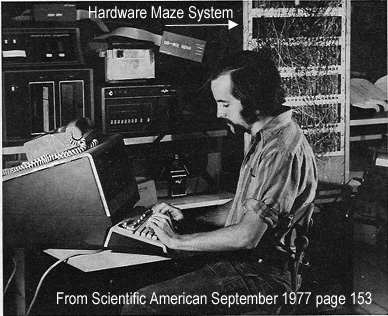 Hardware Maze System
From Scientific American September 1977 page 153